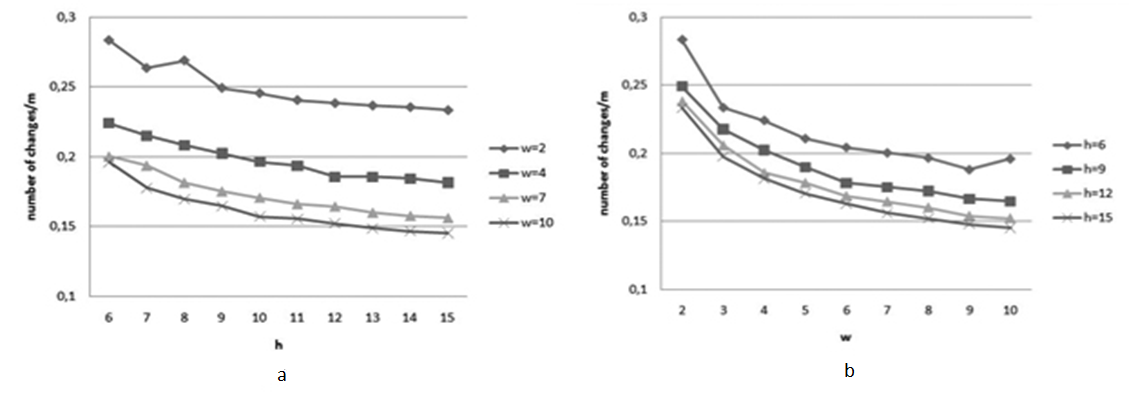 0,3
0,25
0,2
0,15
0,1
number of changes/m
6 7 8 9 10 11 12 13 14 15
h
w=2
w=4
w=7
w=10
a
0,3
0,25
0,2
0,15
0,1
number of changes/m
2 3 4 5 6 7 8 9 10
w
h=6
h=9
h=12
h=15
b